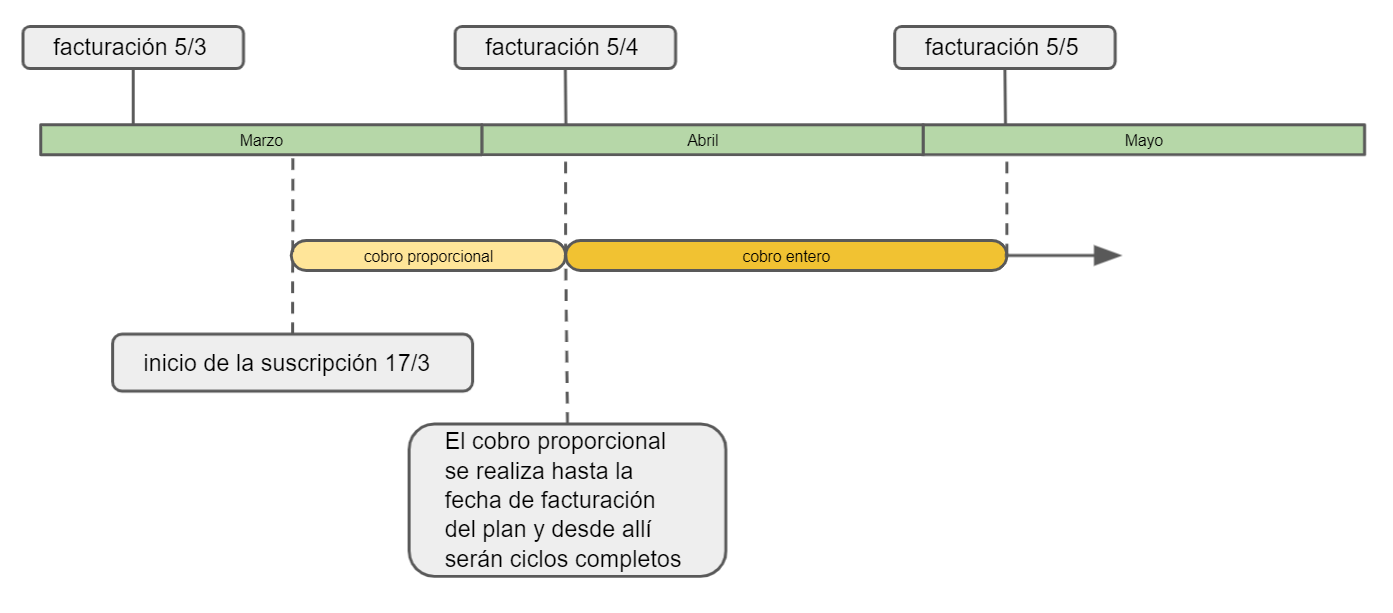 facturación 5/3
facturación 5/4
facturación 5/5
Marzo
Abril
Mayo
cobro proporcional
cobro entero
inicio de la suscripción 17/3
El cobro proporcional
se realiza hasta la
fecha de facturación
del plan y desde allí
serán ciclos completos